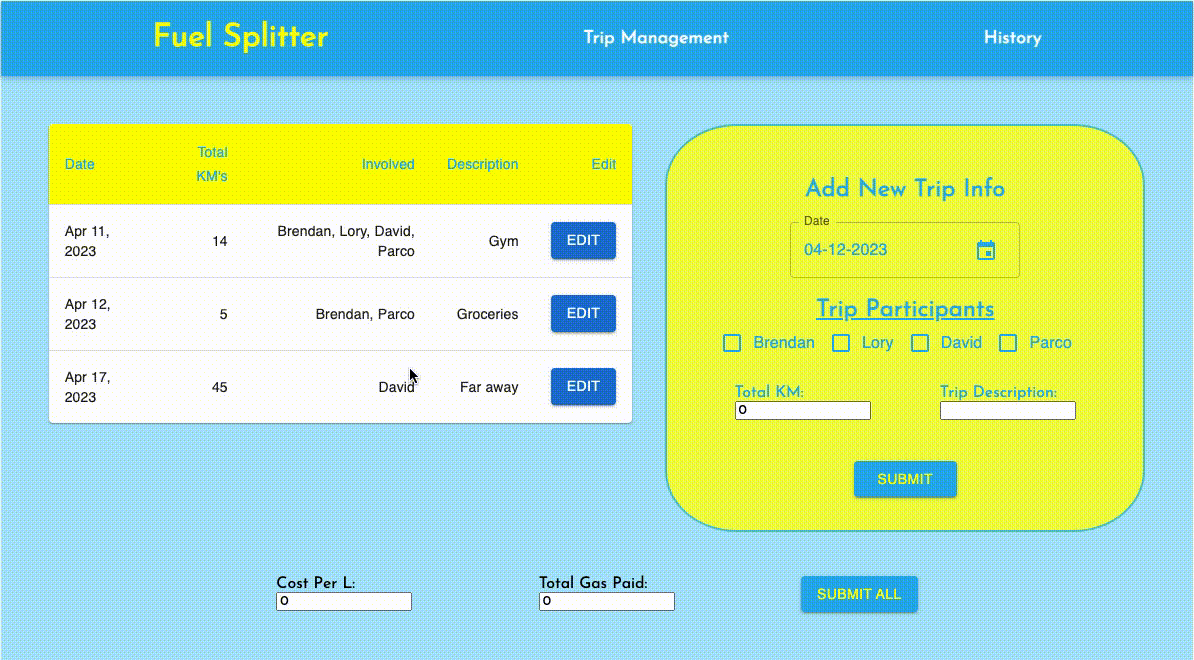 Fuel Splitter
Trip Management
History
Date
Total
KM's
Involved
Description
Edit
Apr 11,
2023
14
Brendan, Lory, David,
Parco
Gym
EDIT
Apr 12,
2023
5
Brendan, Parco
Groceries
EDIT
Apr 17,
2023
45
David
Far away
EDIT
Add New Trip Info
Date
04-12-2023
Trip Participants
Brendan
Lory
David
Parco
Total KM:
0
Trip Description:
SUBMIT
Cost Per L:
0
Total Gas Paid:
0
SUBMIT ALL